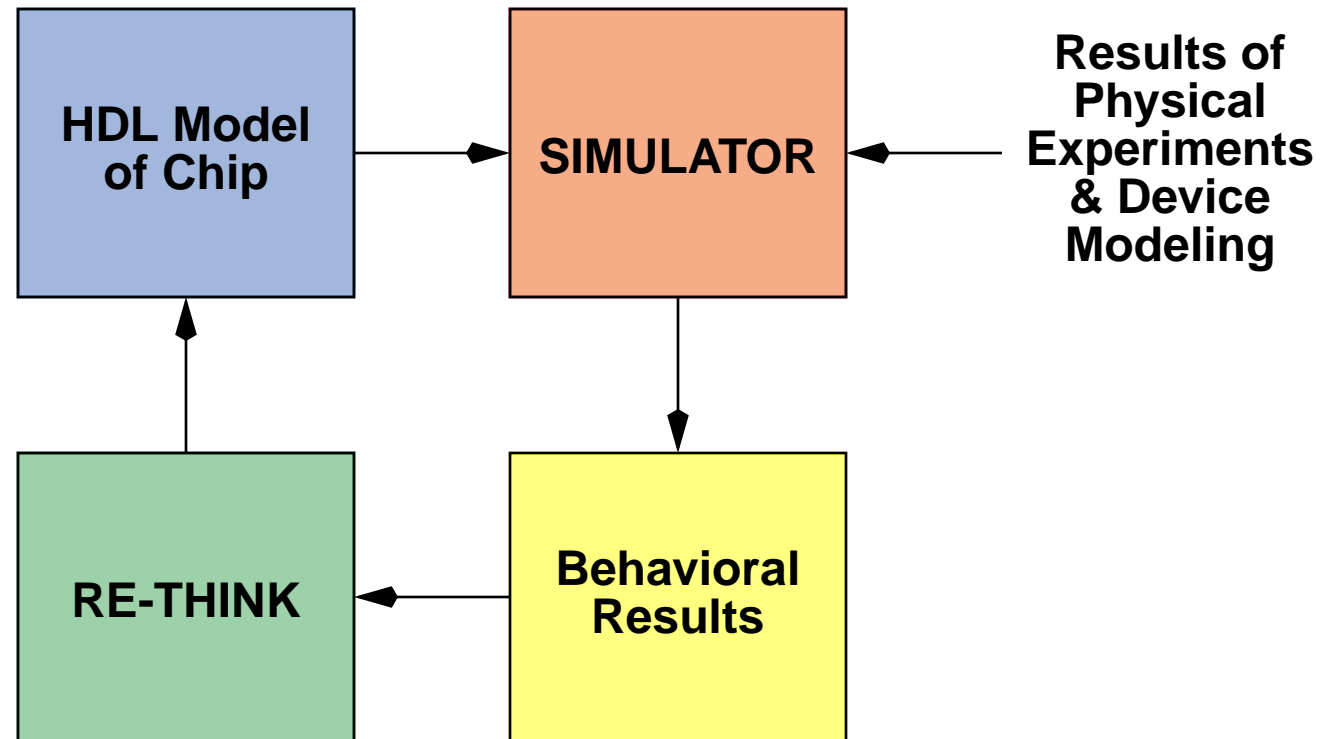 HDL Model
of Chip
SIMULATOR
Results of
Physical
Experiments
& Device
Modeling
RE-THINK
Behavioral
Results